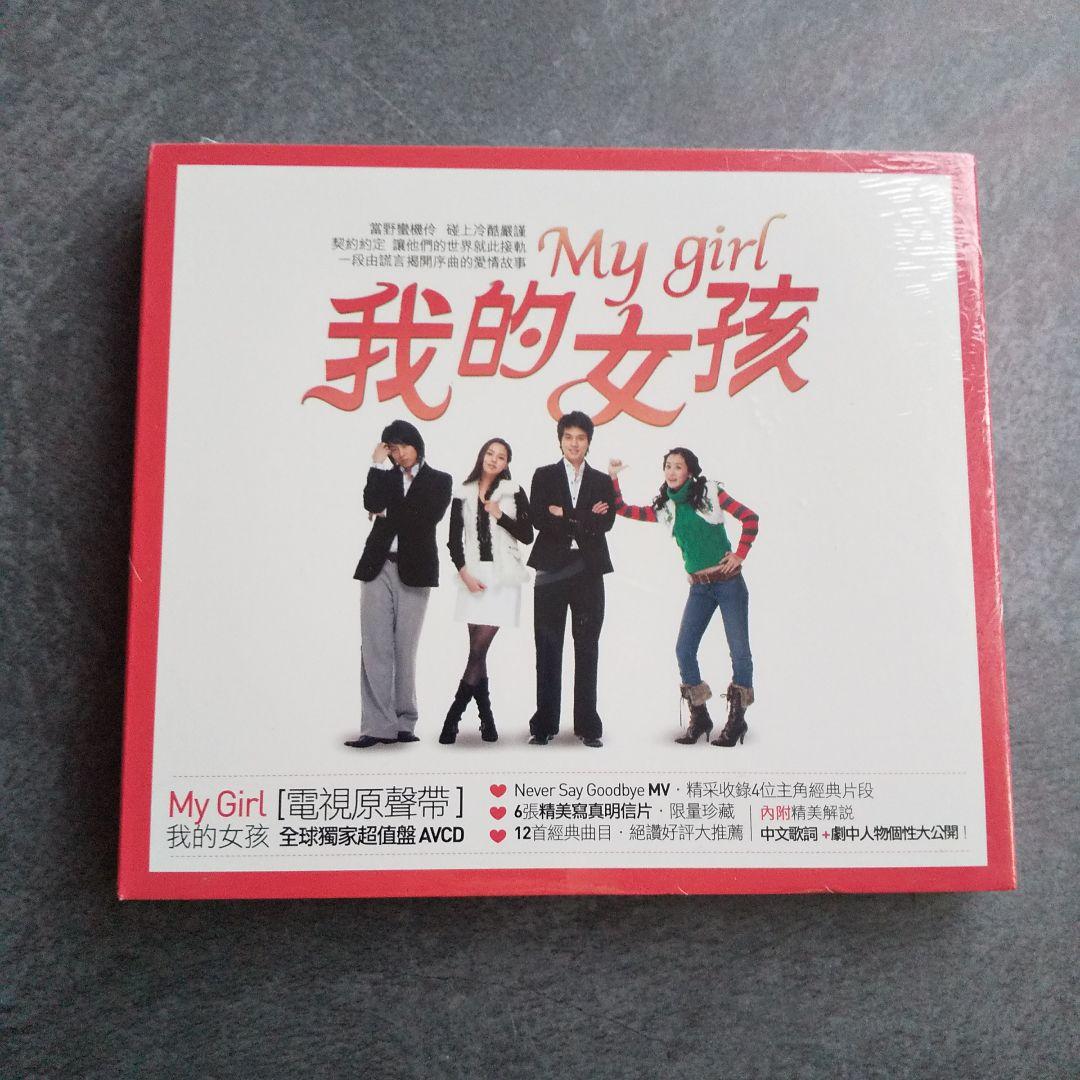 當野蠻機伶 碰上冷酷嚴謹
契約約定 讓他們的世界就此接軌
一段由謊言揭開序曲的愛情故事
My girl
我的女孩
My Girl [電視原聲帶]
我的女孩 全球獨家超值盤 AVCD
Never Say Goodbye MV・精采收錄4位主角經典片段
6張精美寫真明信片・限量珍藏
12首經典曲目・絕讚好評大推薦
內附精美解説
中文歌詞+劇中人物個性大公開!